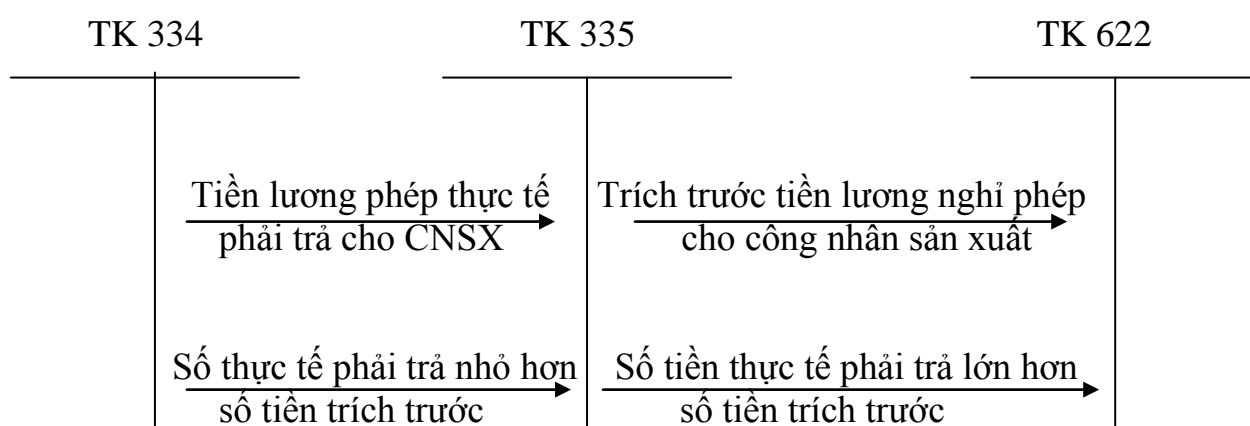 TK 334 TK 335 TK 622
Tiền lương phép thực tế
phải trả cho CNSX
Trích trước tiền lương nghỉ phép
cho công nhân sản xuất
Số thực tế phải trả nhỏ hơn
số tiền trích trước
Số tiền thực tế phải trả lớn hơn
số tiền trích trước